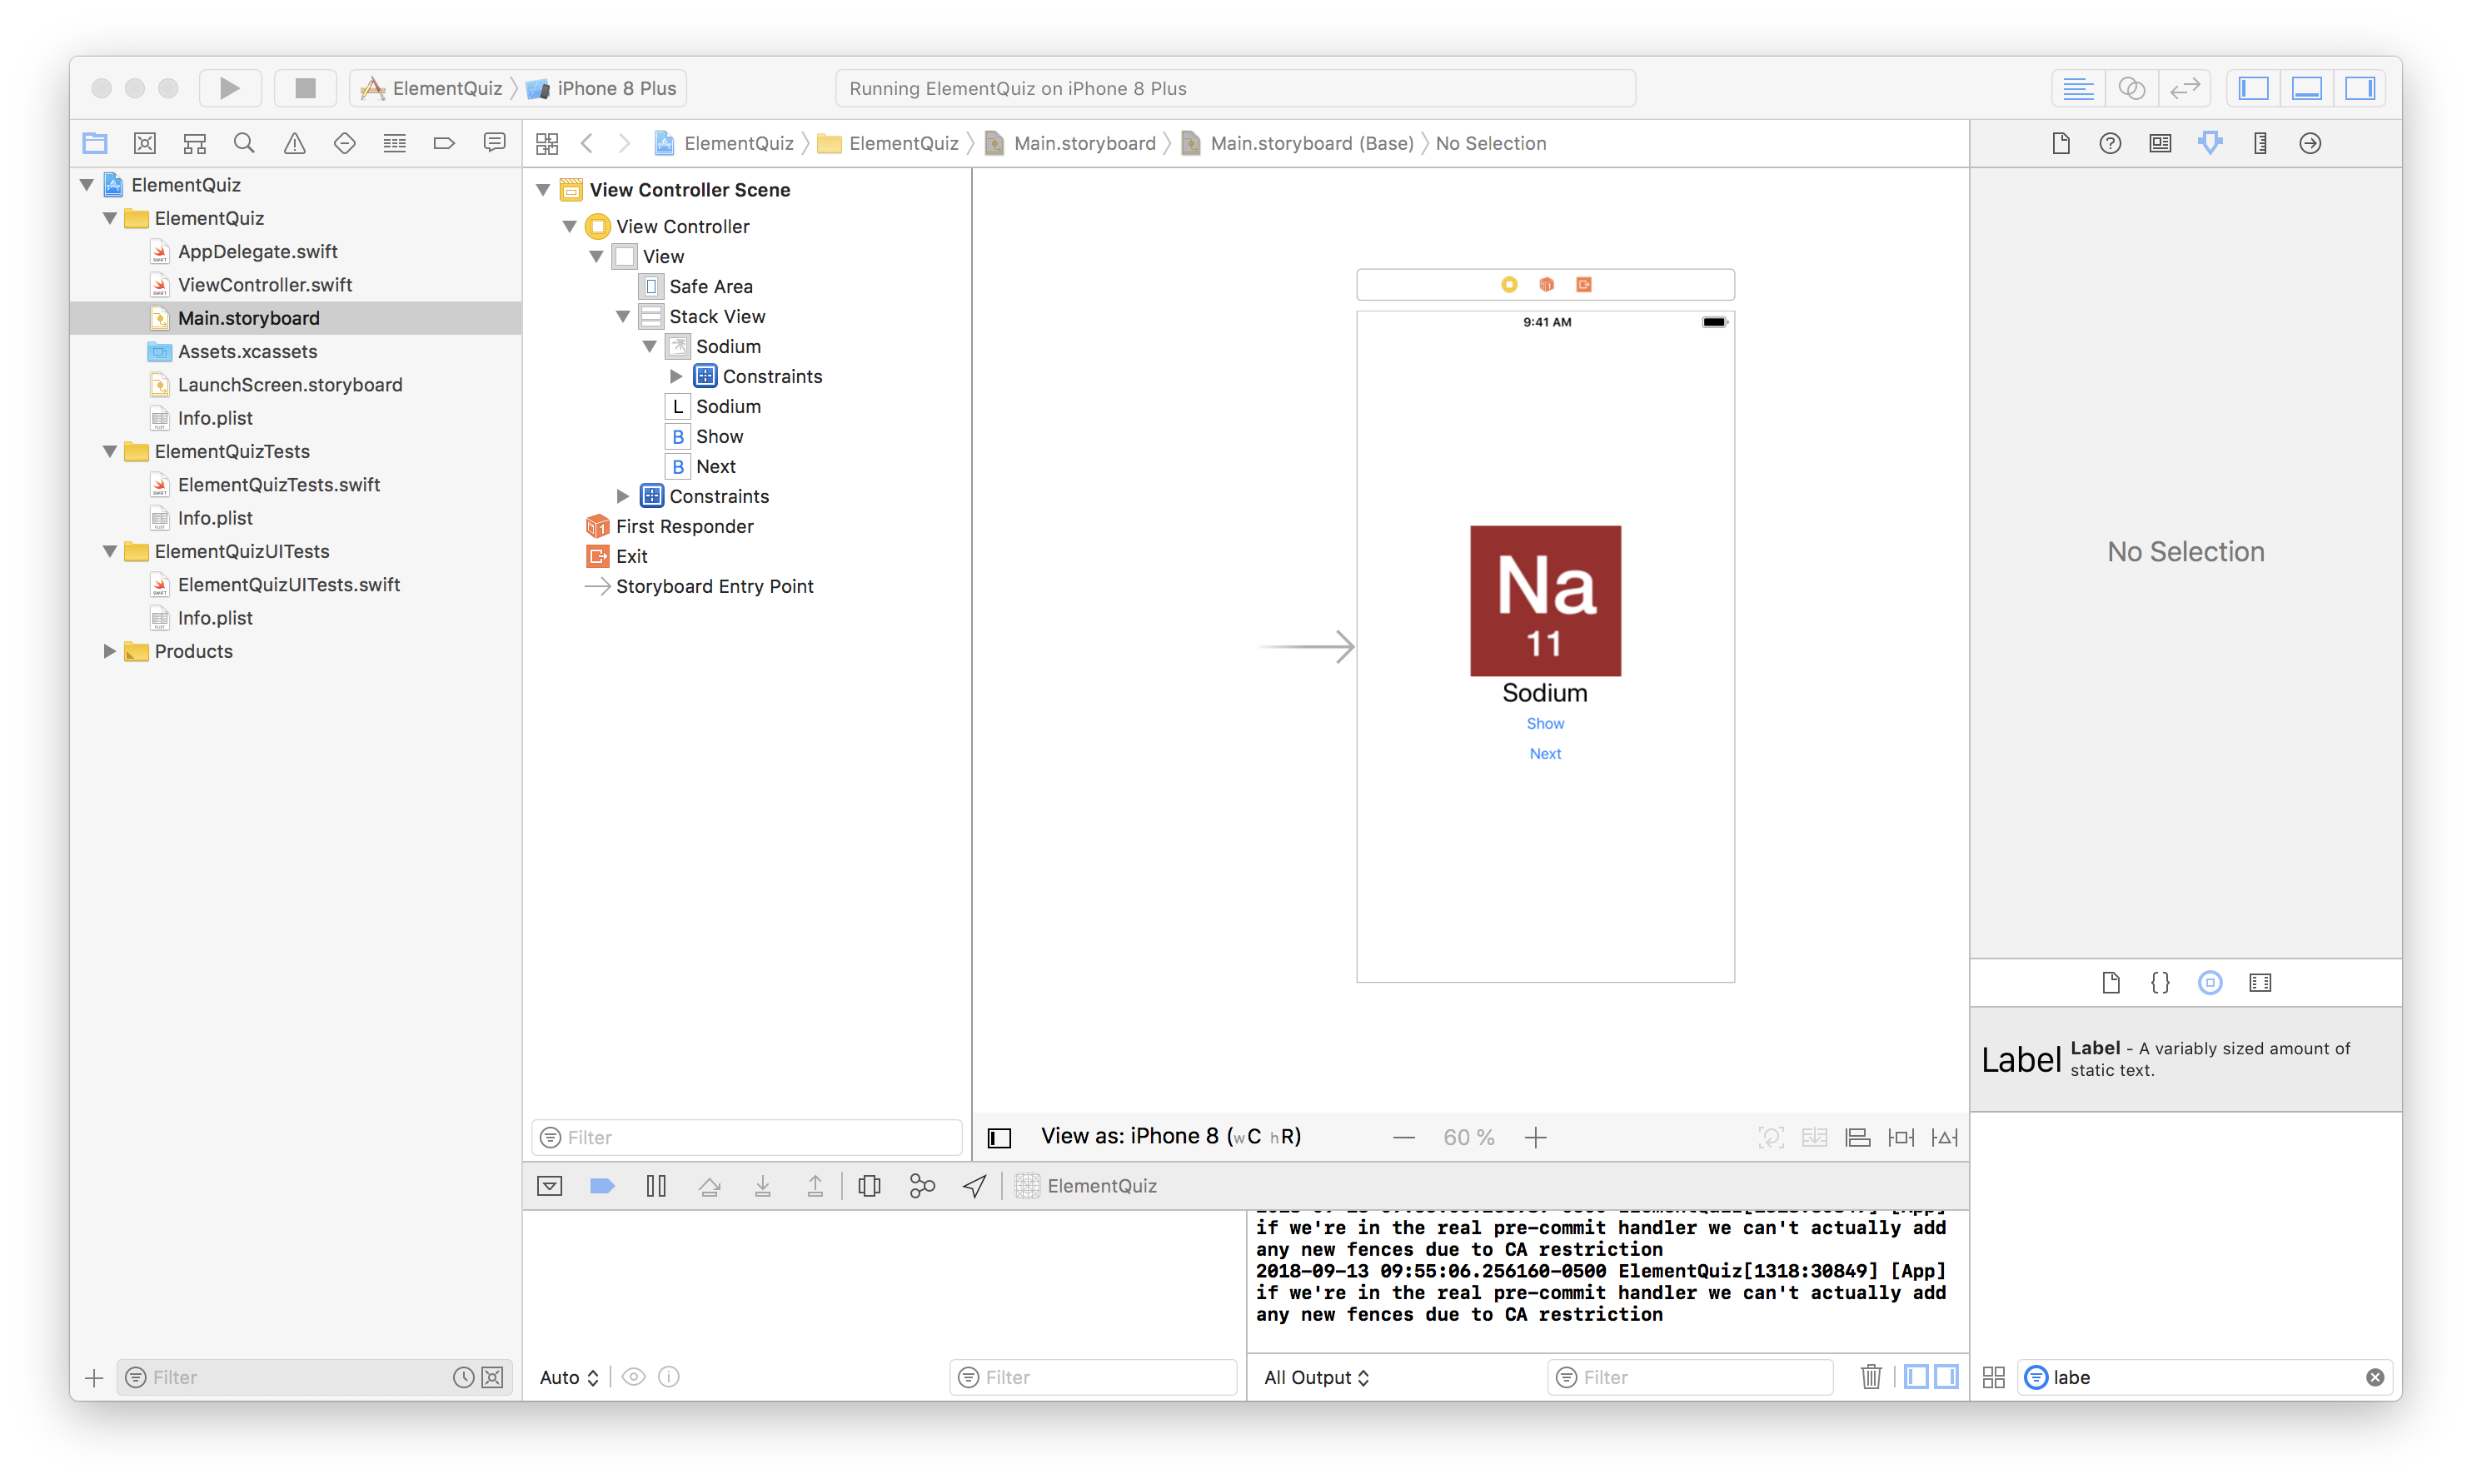 ElementQuiz iPhone 8 Plus
Running ElementQuiz on iPhone 8 Plus
ElementQuiz ElementQuiz Main.storyboard Main.storyboard (Base) No Selection
ElementQuiz
ElementQuiz
AppDelegate.swift
ViewController.swift
Main.storyboard
Assets.xcassets
LaunchScreen.storyboard
Info.plist
ElementQuizTests
ElementQuizTests.swift
Info.plist
ElementQuizUITests
ElementQuizUITests.swift
Info.plist
Products
Filter
View Controller Scene
View Controller
View
Safe Area
Stack View
Sodium
Constraints
L Sodium
B Show
B Next
Constraints
First Responder
Exit
Storyboard Entry Point
Filter
9:41 AM
Na
11
Sodium
Show
Next
View as: iPhone 8 (wC hR)
60 %
ElementQuiz
if we're in the real pre-commit handler we can't actually add
any new fences due to CA restriction
2018-09-13 09:55:06.256160-0500 ElementQuiz[1318:30849] [App]
if we're in the real pre-commit handler we can't actually add
any new fences due to CA restriction
Auto
Filter
All Output
Filter
No Selection
{}
Label
Label - A variably sized amount of
static text.
labe